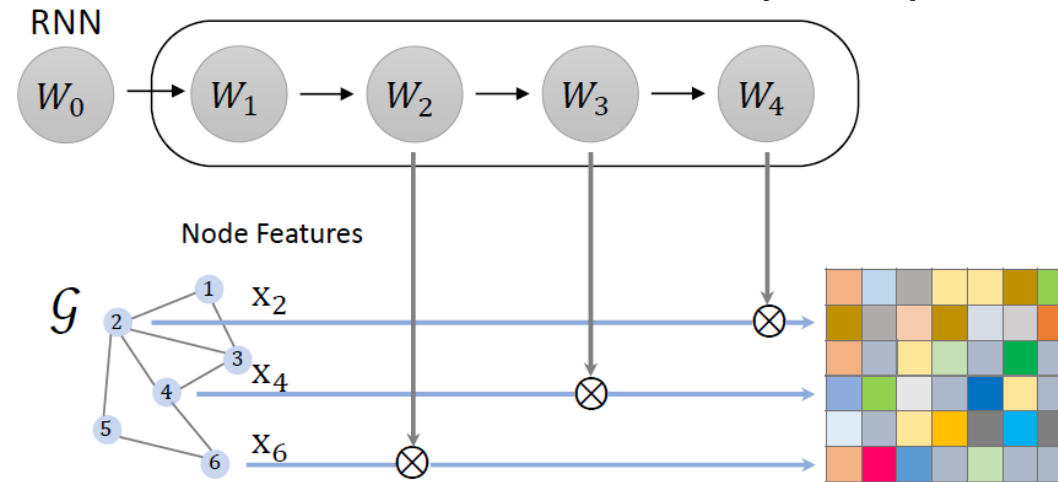 RNN
W₀ W₁ W₂ W₃ W₄
Node Features
𝒢
1
2
3
4
5
6
x₂
x₄
x₆